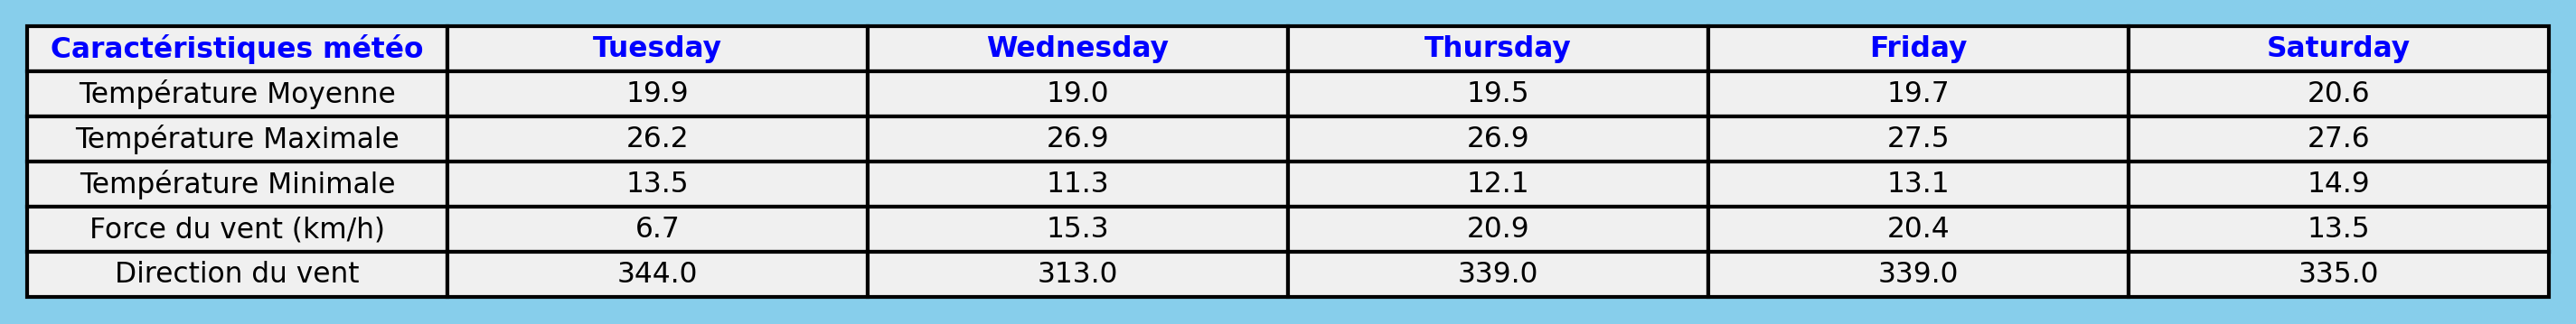 Caractéristiques météo Tuesday Wednesday Thursday Friday Saturday
Température Moyenne 19.9 19.0 19.5 19.7 20.6
Température Maximale 26.2 26.9 26.9 27.5 27.6
Température Minimale 13.5 11.3 12.1 13.1 14.9
Force du vent (km/h) 6.7 15.3 20.9 20.4 13.5
Direction du vent 344.0 313.0 339.0 339.0 335.0